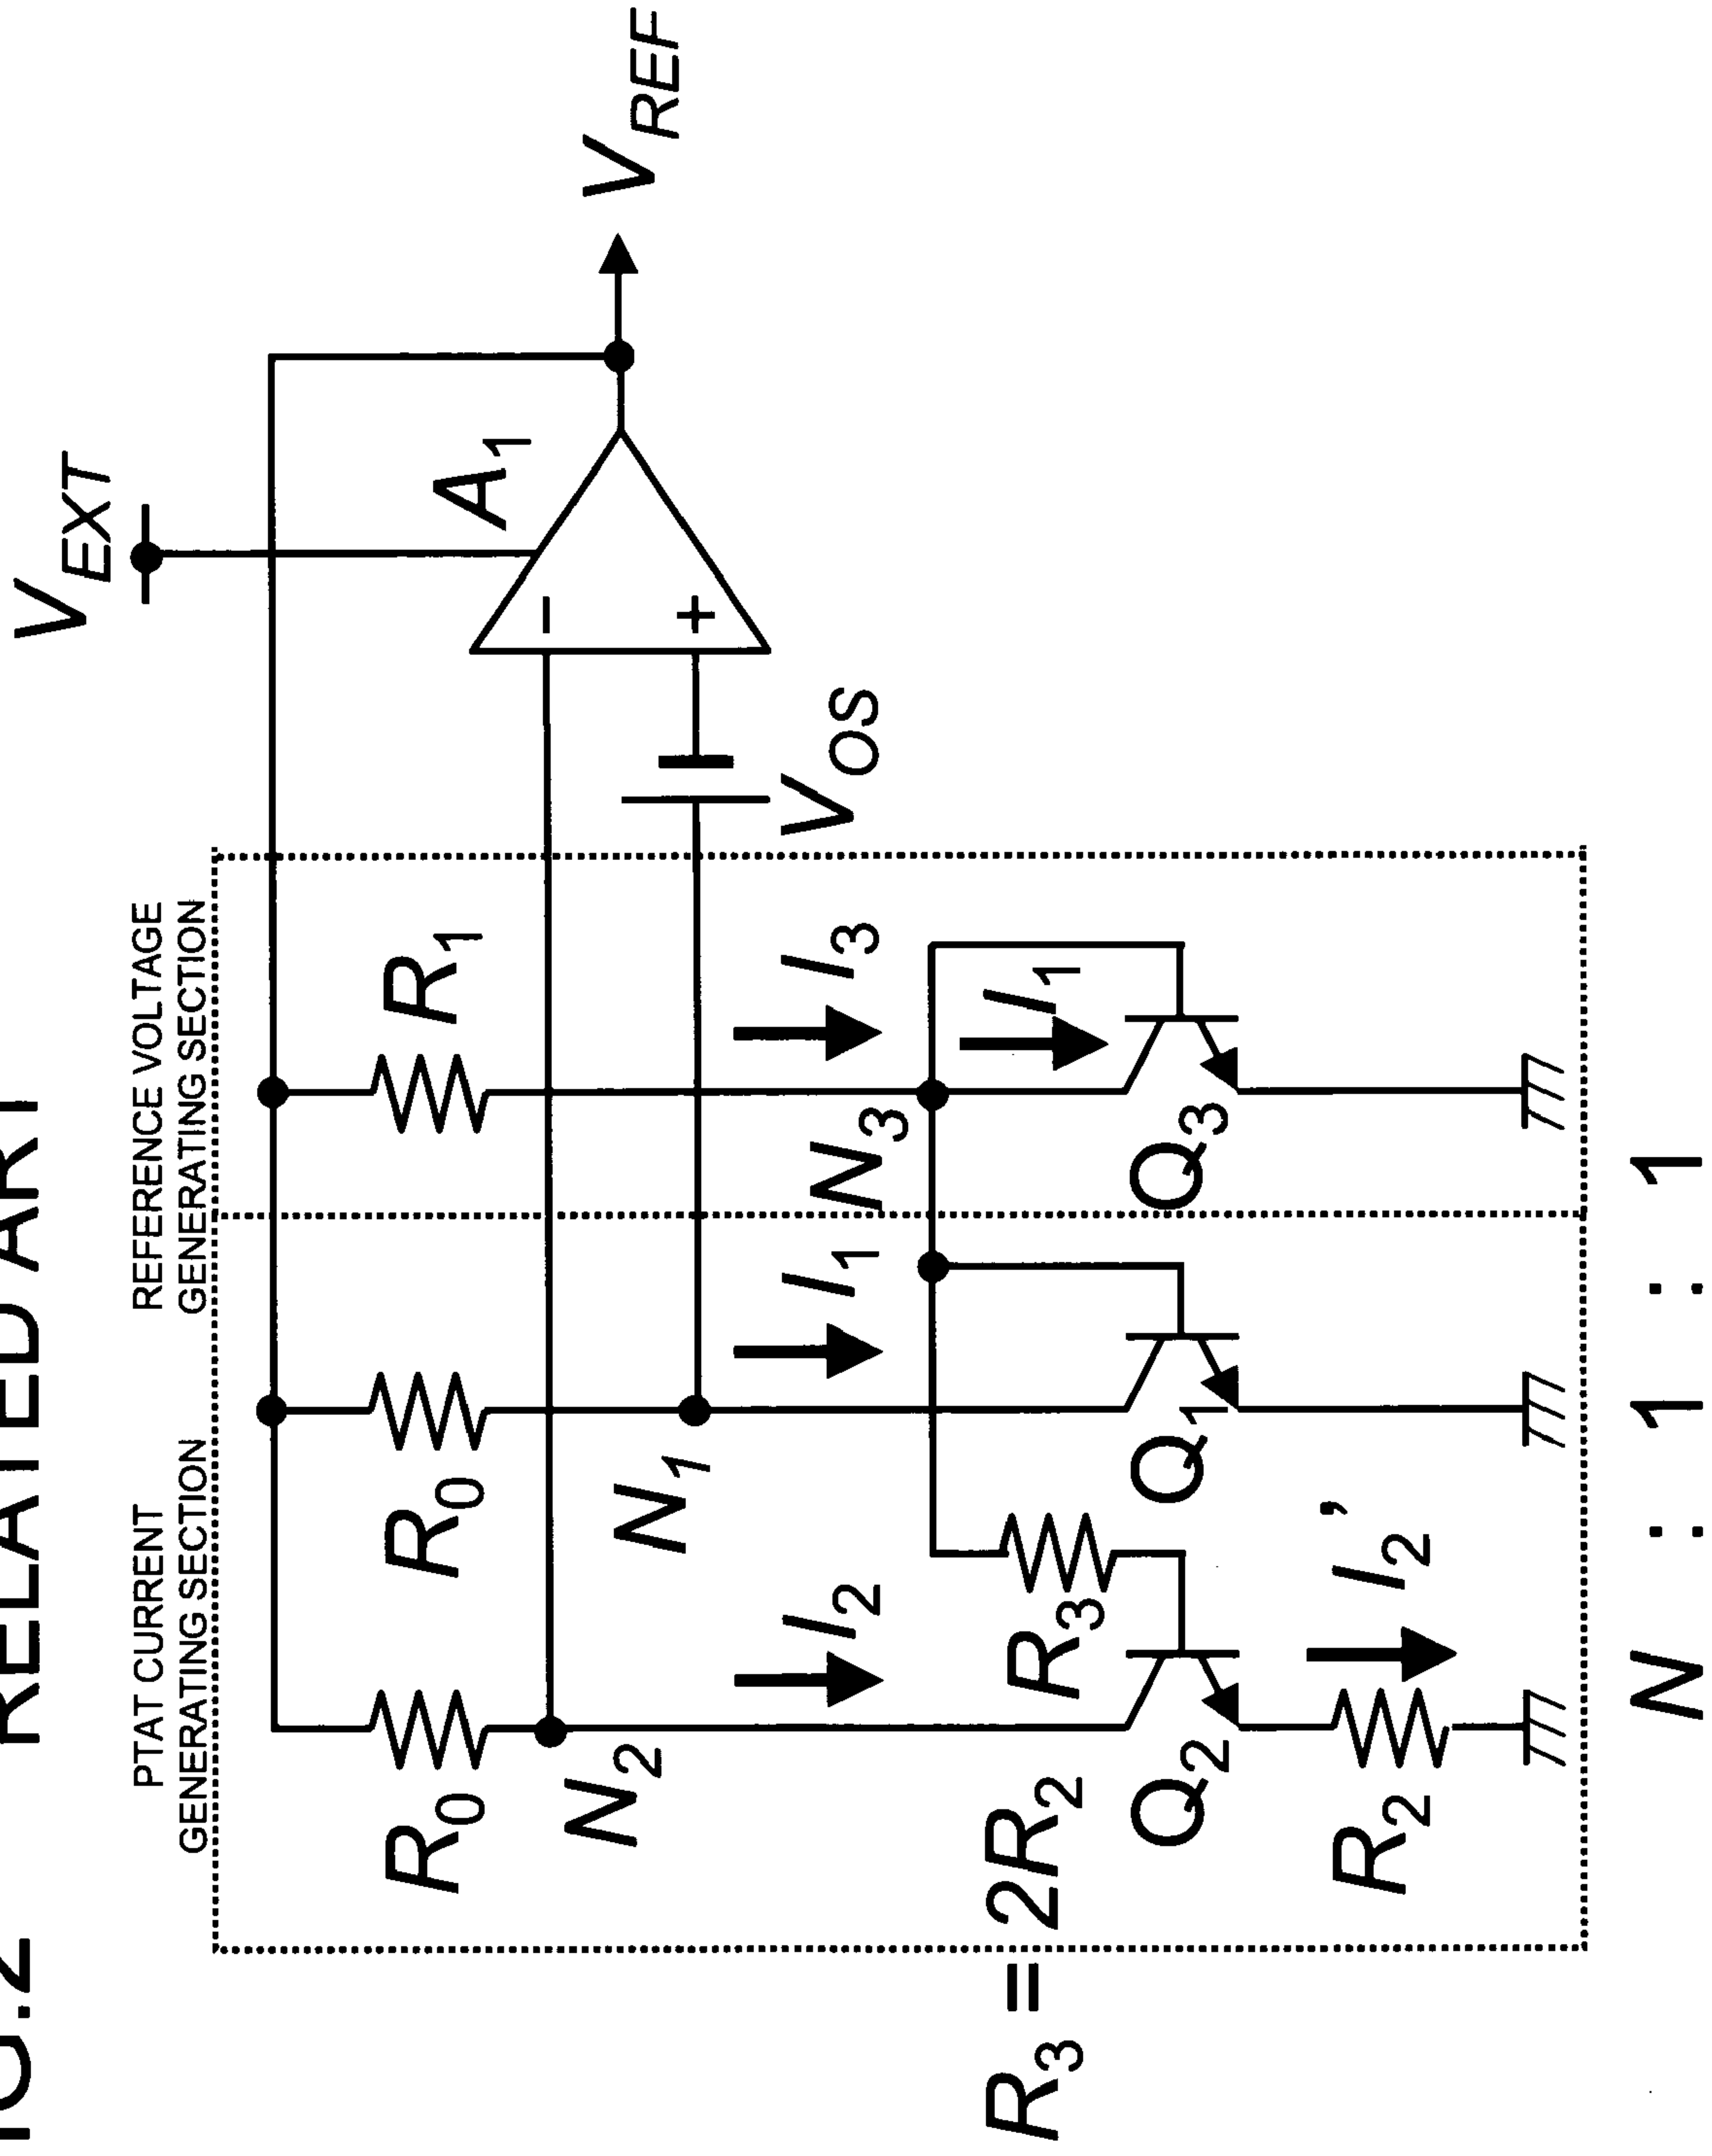 RELATED ART
V_EXT
PTAT CURRENT
GENERATING SECTION
REFERENCE VOLTAGE
GENERATING SECTION
R_0
R_0
R_1
A_1
−
+
V_REF
N_2
N_1
V_OS
I_2
I_1
I_3
N_3
I_1
R_3 = 2R_2
R_3
Q_2
Q_1
Q_3
R_2
I_2'
N : 1 : 1